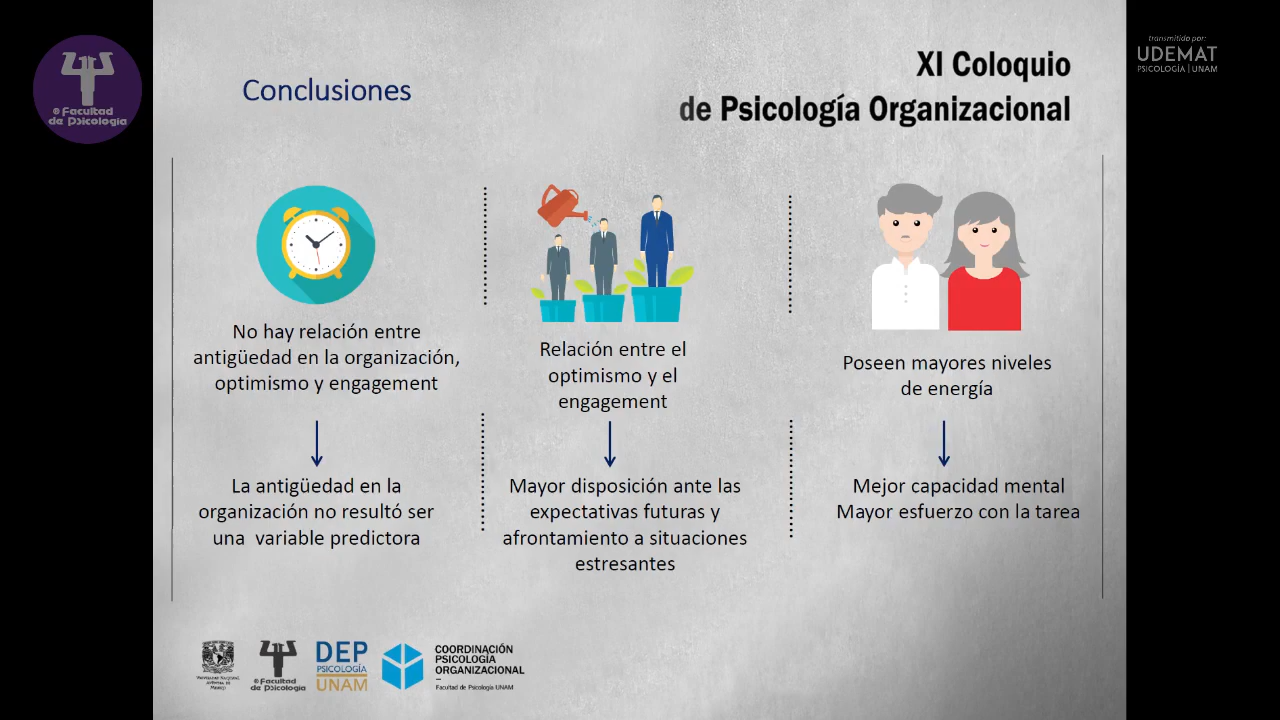 © Facultad
de Psicología
transmitido por:
UDEMAT
PSICOLOGÍA | UNAM
XI Coloquio
de Psicología Organizacional
Conclusiones
No hay relación entre
antigüedad en la organización,
optimismo y engagement
La antigüedad en la
organización no resultó ser
una variable predictora
Relación entre el
optimismo y el
engagement
Mayor disposición ante las
expectativas futuras y
afrontamiento a situaciones
estresantes
Poseen mayores niveles
de energía
Mejor capacidad mental
Mayor esfuerzo con la tarea
© Facultad
de Psicología
DEP
PSICOLOGÍA
UNAM
COORDINACIÓN
PSICOLOGÍA
ORGANIZACIONAL
Facultad de Psicología UNAM